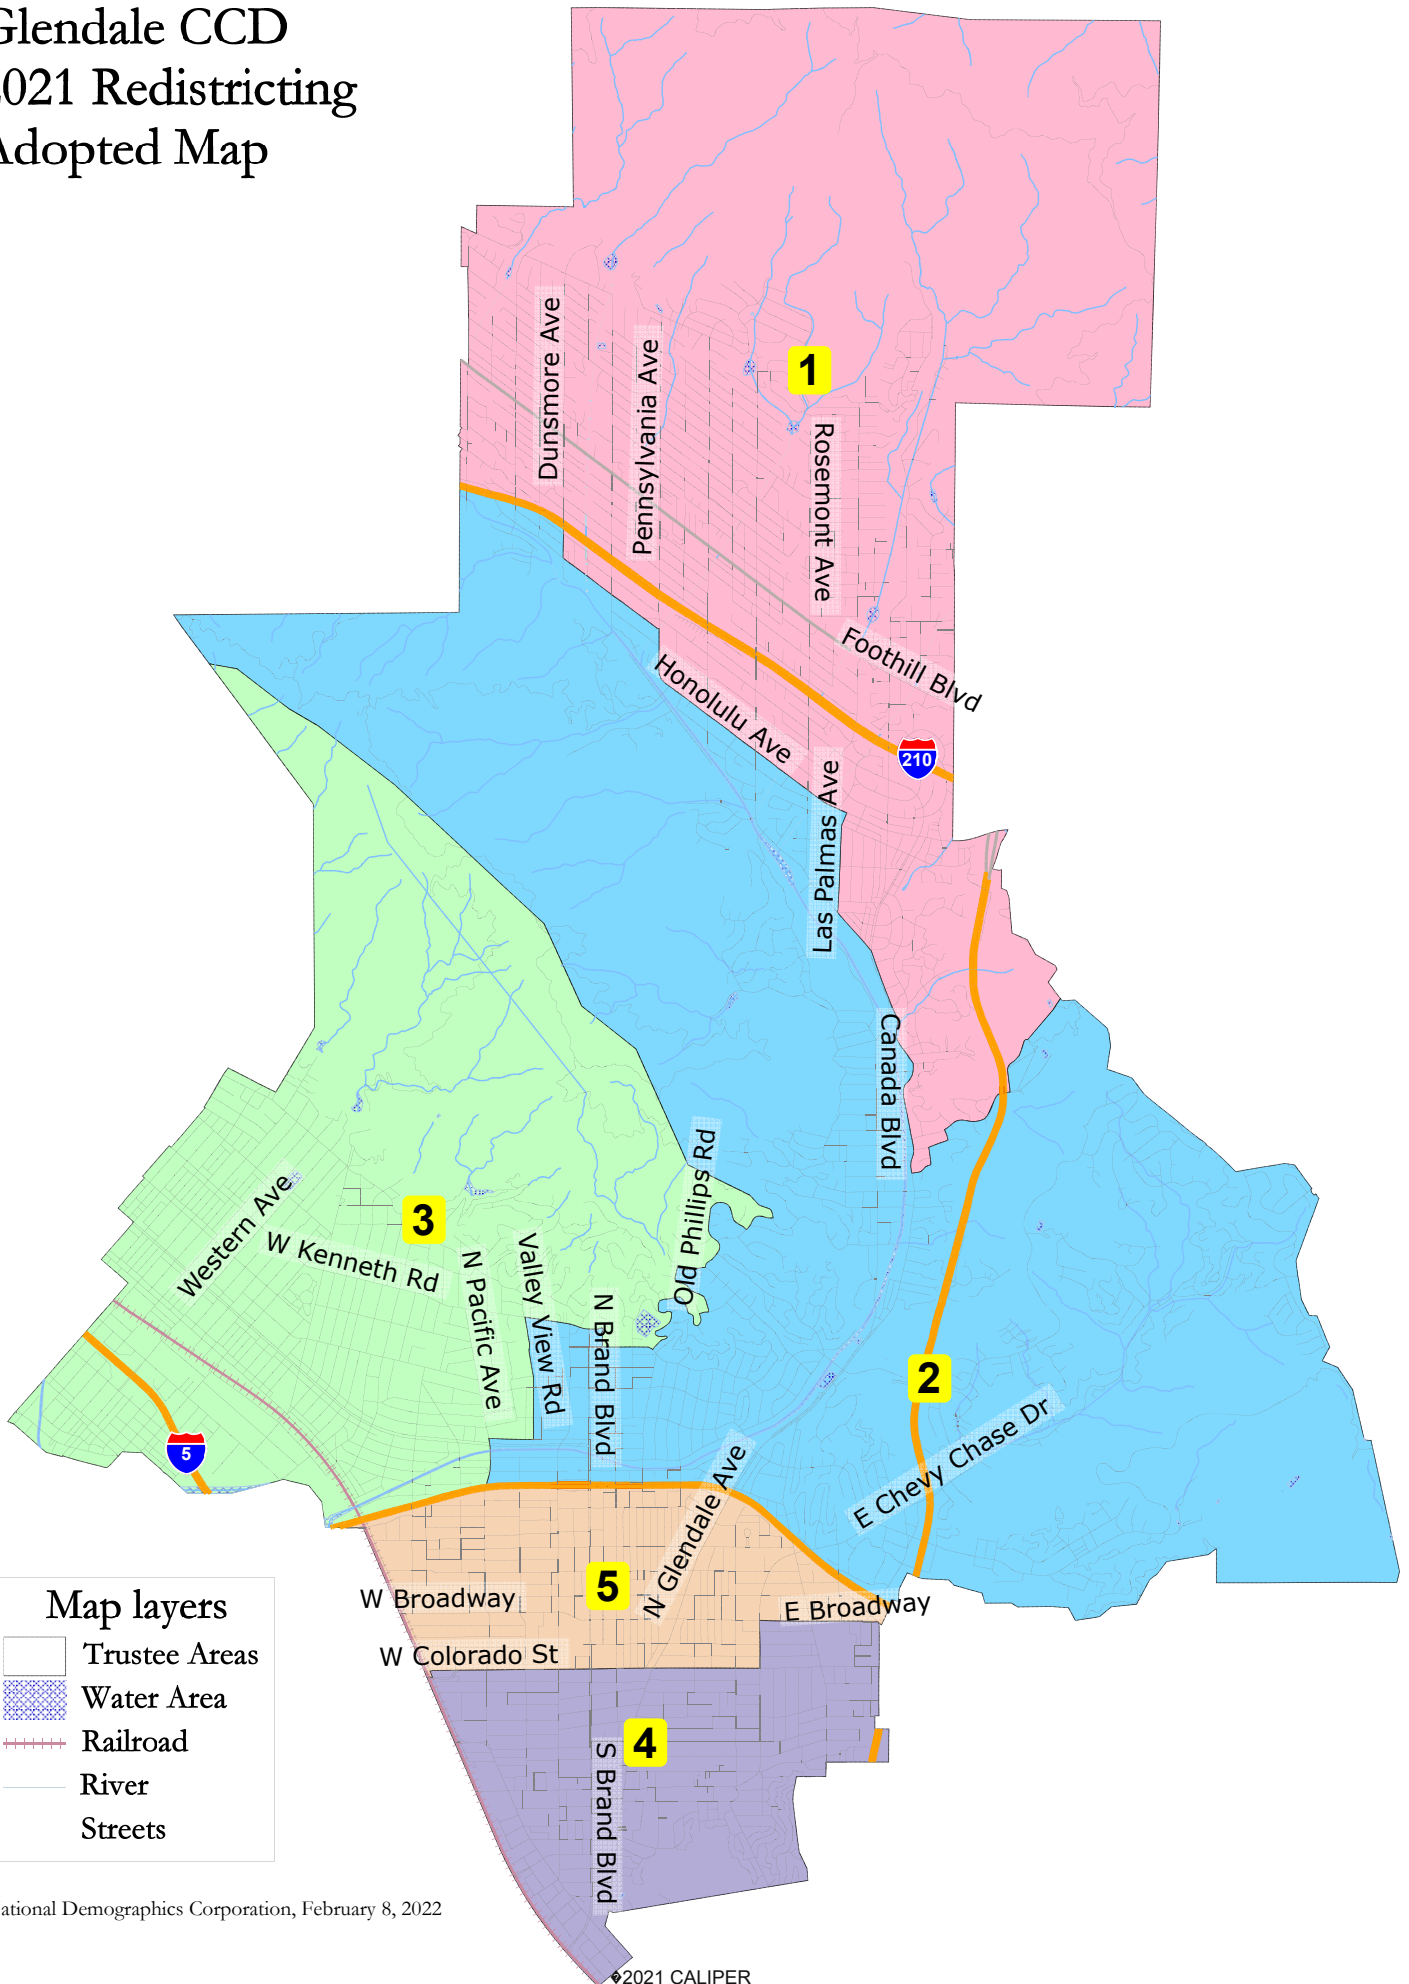 Glendale CCD
2021 Redistricting
Adopted Map
Dunsmore Ave
Pennsylvania Ave
1
Rosemont Ave
Foothill Blvd
Honolulu Ave
210
Las Palmas Ave
Canada Blvd
Old Phillips Rd
Western Ave
3
W Kenneth Rd
N Pacific Ave
Valley View Rd
N Brand Blvd
2
E Chevy Chase Dr
5
N Glendale Ave
5
W Broadway
E Broadway
W Colorado St
4
S Brand Blvd
Map layers
Trustee Areas
Water Area
Railroad
River
Streets
ational Demographics Corporation, February 8, 2022
�2021 CALIPER